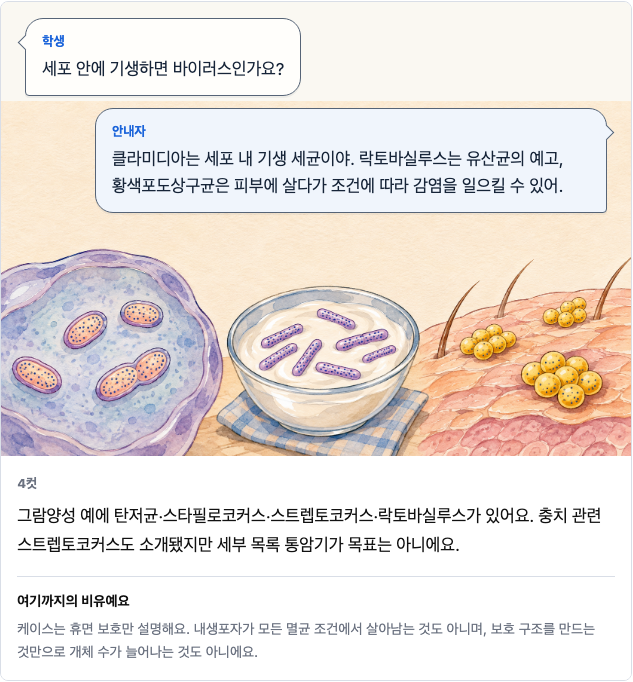 학생
세포 안에 기생하면 바이러스인가요?
안내자
클라미디아는 세포 내 기생 세균이야. 락토바실루스는 유산균의 예고,
황색포도상구균은 피부에 살다가 조건에 따라 감염을 일으킬 수 있어.
4컷
그람양성 예에 탄저균·스타필로코커스·스트렙토코커스·락토바실루스가 있어요. 충치 관련
스트렙토코커스도 소개됐지만 세부 목록 통암기가 목표는 아니에요.
여기까지의 비유예요
케이스는 휴면 보호만 설명해요. 내생포자가 모든 멸균 조건에서 살아남는 것도 아니며, 보호 구조를 만드는
것만으로 개체 수가 늘어나는 것도 아니에요.